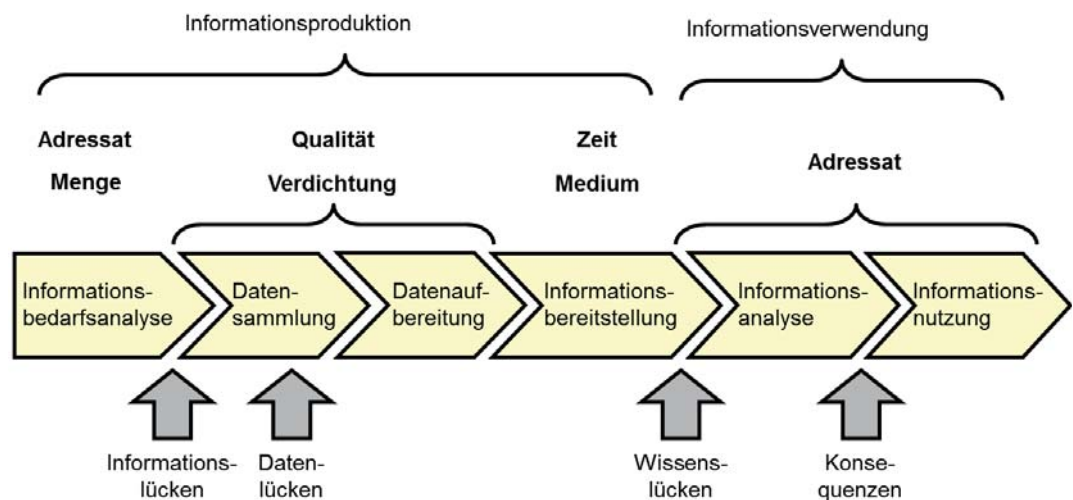 Informationsproduktion
Informationsverwendung
Adressat
Menge
Qualität
Verdichtung
Zeit
Medium
Adressat
Informations-
bedarfsanalyse
Daten-
sammlung
Datenauf-
bereitung
Informations-
bereitstellung
Informations-
analyse
Informations-
nutzung
Informations-
lücken
Daten-
lücken
Wissens-
lücken
Konse-
quenzen